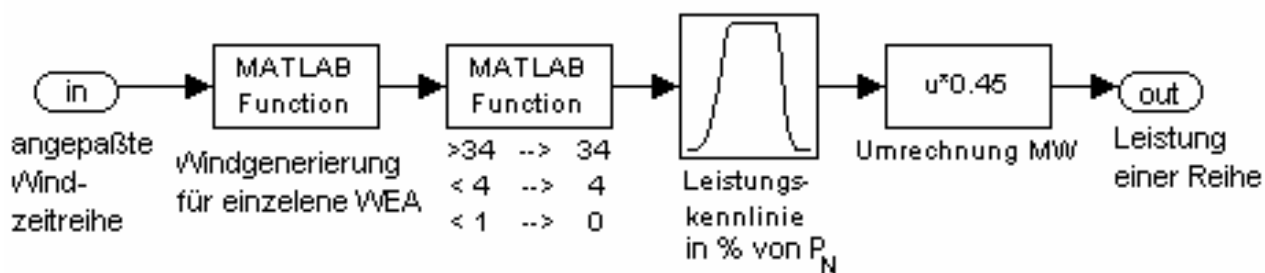 in
angepaßte
Wind-
zeitreihe
MATLAB
Function
Windgenerierung
für einzelene WEA
MATLAB
Function
>34 --> 34
< 4 --> 4
< 1 --> 0
Leistungs-
kennlinie
in % von PN
u*0.45
Umrechnung MW
out
Leistung
einer Reihe